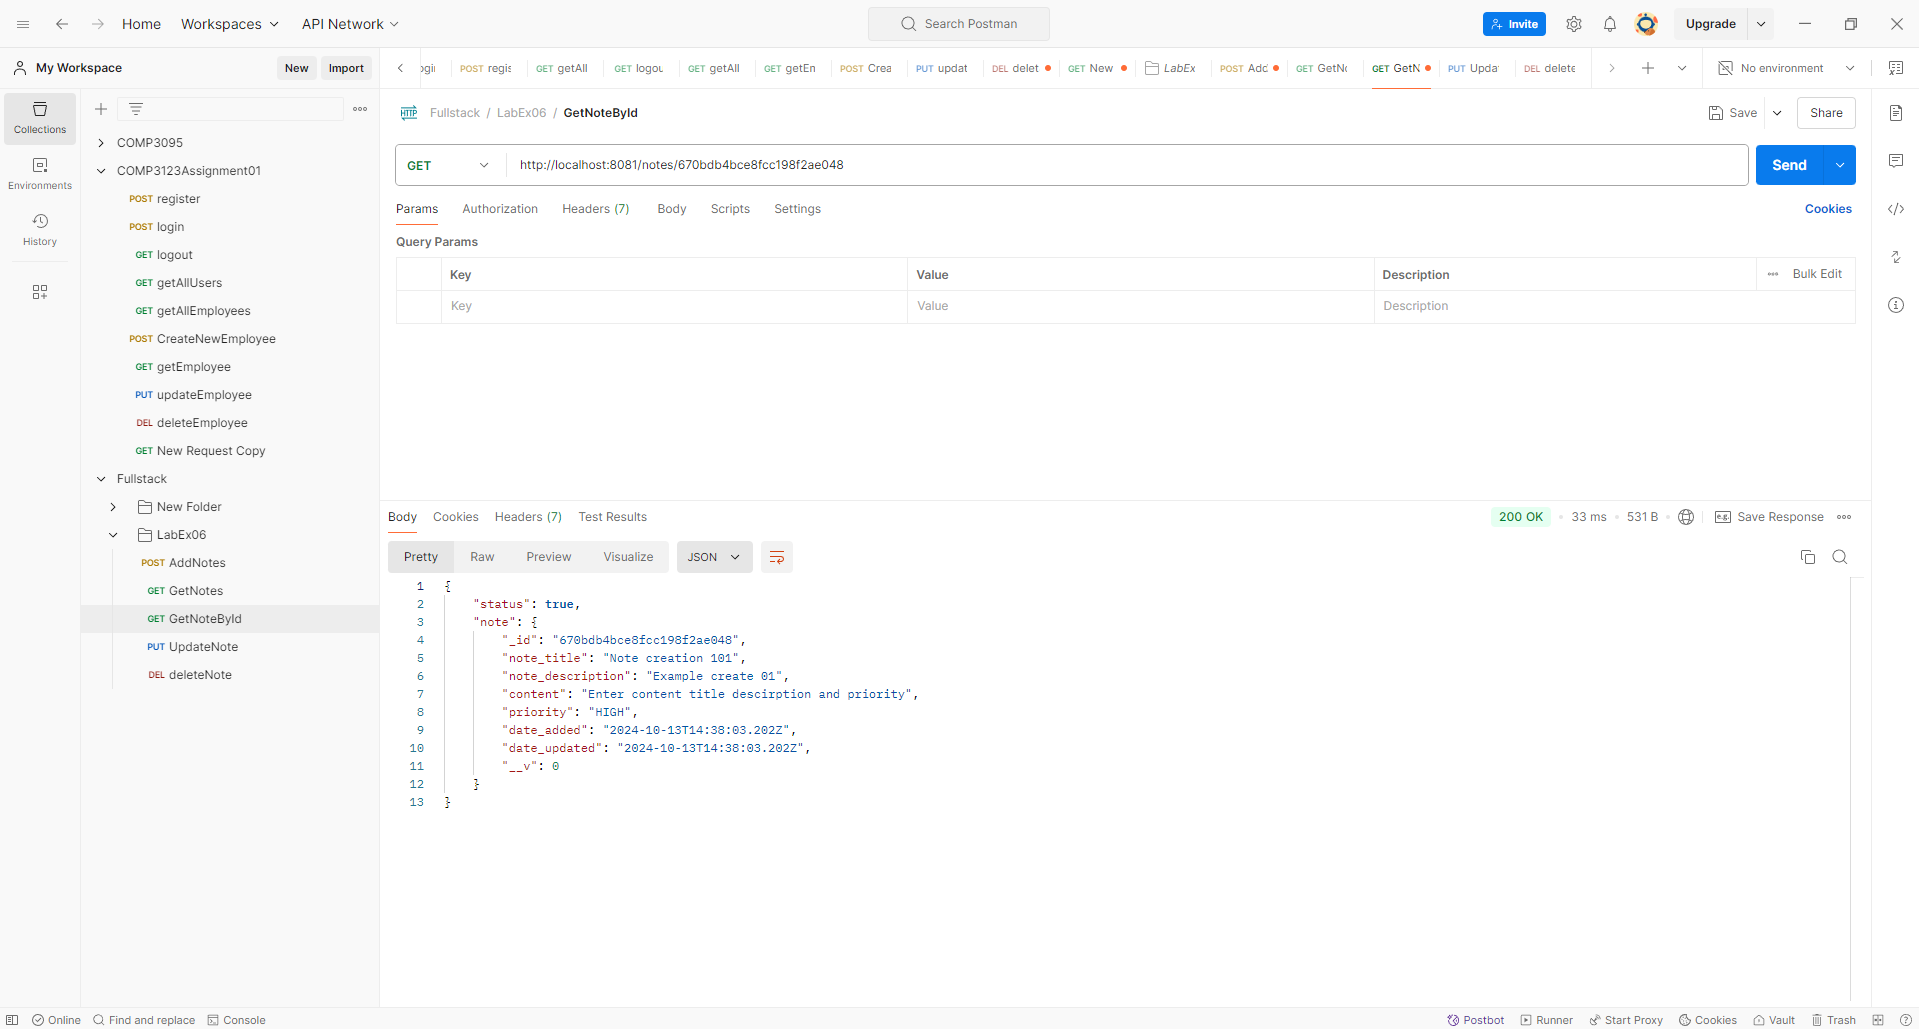 Home Workspaces API Network Search Postman Invite Upgrade
My Workspace New Import
POST regis GET getAll GET logou GET getAll GET getEn POST Crea PUT updat DEL delet GET New LabEx POST Add GET GetN GET GetN PUT Upda DEL delete No environment
Collections
Environments
History
COMP3095
COMP3123Assignment01
POST register
POST login
GET logout
GET getAllUsers
GET getAllEmployees
POST CreateNewEmployee
GET getEmployee
PUT updateEmployee
DEL deleteEmployee
GET New Request Copy
Fullstack
New Folder
LabEx06
POST AddNotes
GET GetNotes
GET GetNoteById
PUT UpdateNote
DEL deleteNote
HTTP Fullstack / LabEx06 / GetNoteById Save Share
GET http://localhost:8081/notes/670bdb4bce8fcc198f2ae048 Send
Params Authorization Headers (7) Body Scripts Settings Cookies
Query Params
Key Value Description Bulk Edit
Key Value Description
Body Cookies Headers (7) Test Results 200 OK 33 ms 531 B e.g. Save Response
Pretty Raw Preview Visualize JSON
1 {
2 "status": true,
3 "note": {
4 "_id": "670bdb4bce8fcc198f2ae048",
5 "note_title": "Note creation 101",
6 "note_description": "Example create 01",
7 "content": "Enter content title descirption and priority",
8 "priority": "HIGH",
9 "date_added": "2024-10-13T14:38:03.202Z",
10 "date_updated": "2024-10-13T14:38:03.202Z",
11 "__v": 0
12 }
13 }
Online Find and replace Console Postbot Runner Start Proxy Cookies Vault Trash